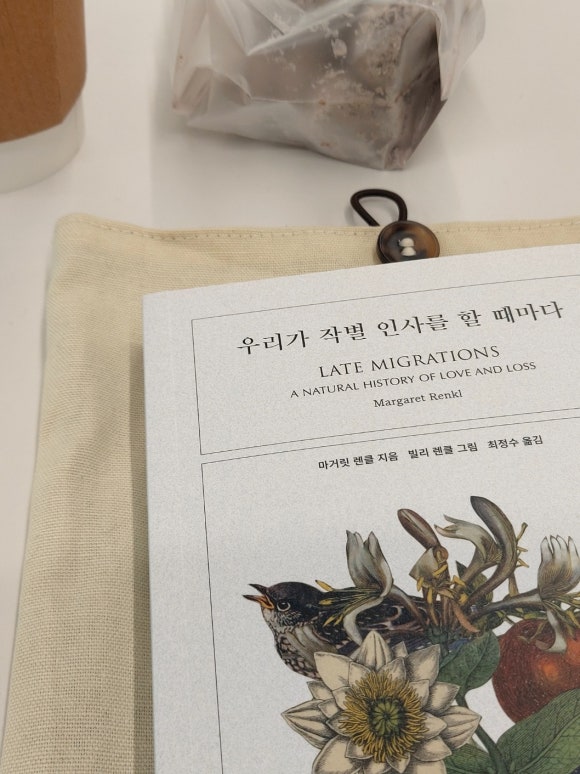 우리가 작별 인사를 할 때마다
LATE MIGRATIONS
A NATURAL HISTORY OF LOVE AND LOSS
Margaret Renkl
마거릿 렌클 지음 빌리 렌클 그림 최정수 옮김